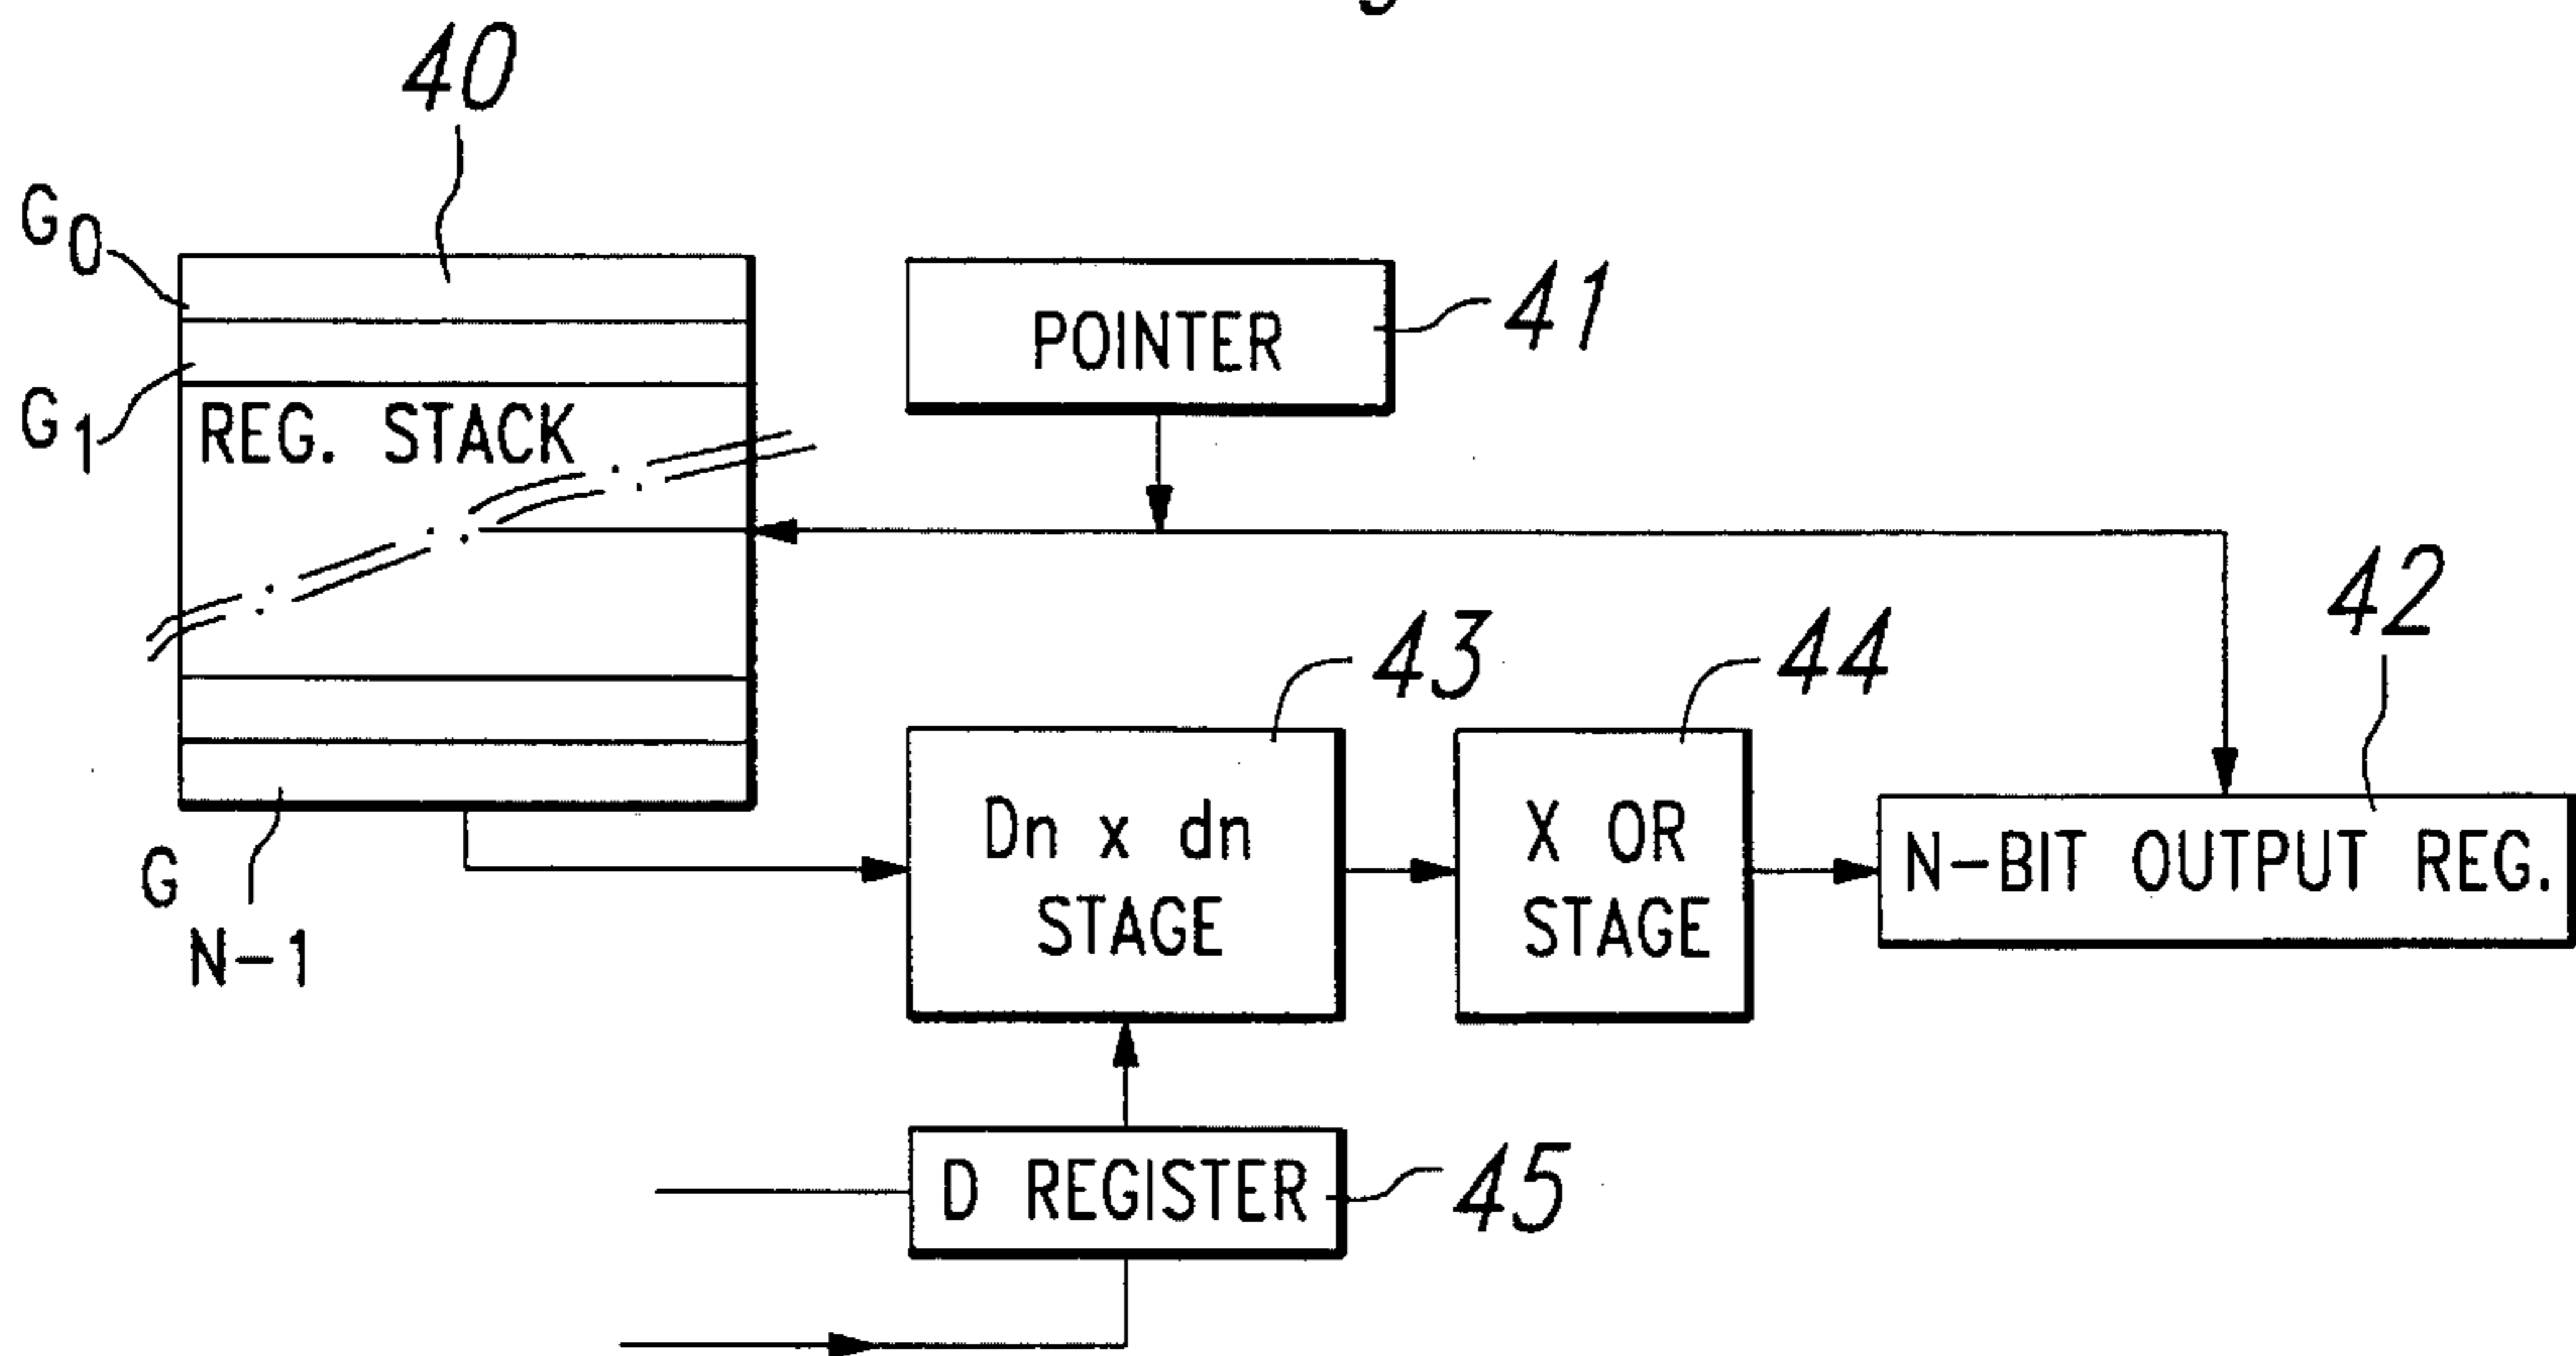 40
G0
POINTER
41
G1
REG. STACK
42
43
44
Dn x dn
STAGE
X OR
STAGE
N-BIT OUTPUT REG.
G N-1
D REGISTER
45